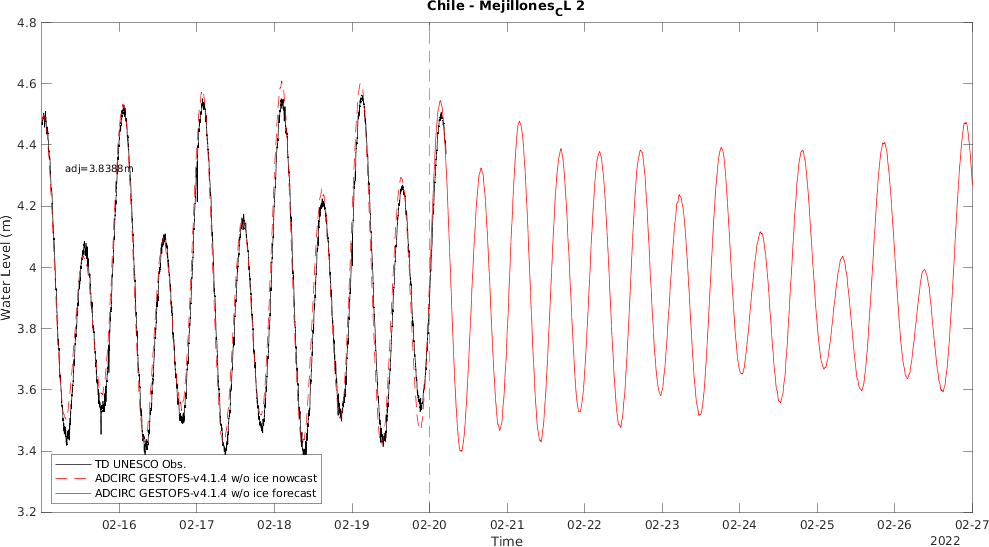 Chile - Mejillones_CL 2
4.8
4.6
4.4
4.2
4
3.8
3.6
3.4
3.2
Water Level (m)
adj=3.8388m
TD UNESCO Obs.
ADCIRC GESTOFS-v4.1.4 w/o ice nowcast
ADCIRC GESTOFS-v4.1.4 w/o ice forecast
02-16 02-17 02-18 02-19 02-20 02-21 02-22 02-23 02-24 02-25 02-26 02-27
Time
2022